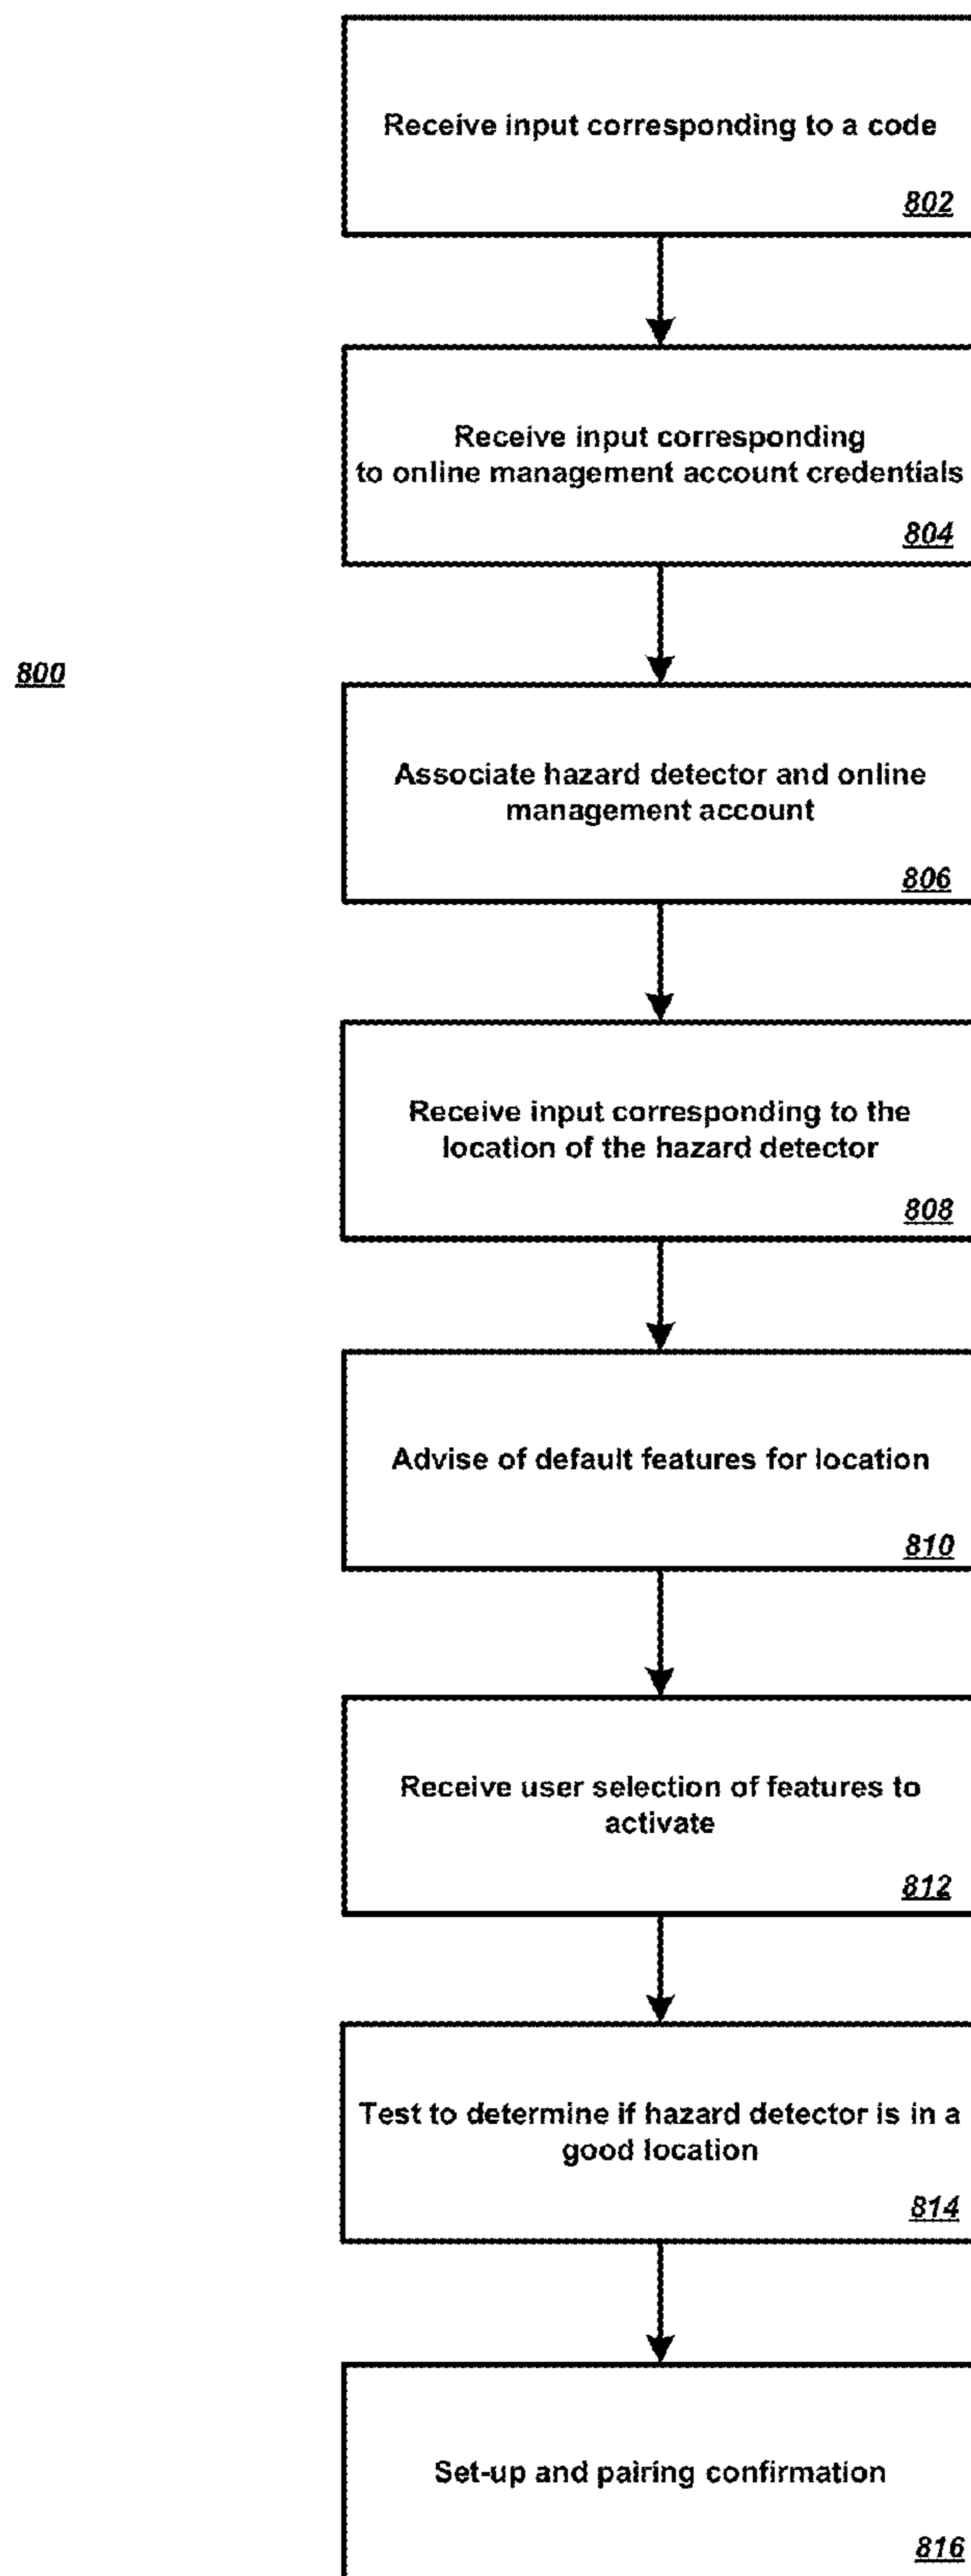 Receive input corresponding to a code
802
Receive input corresponding
to online management account credentials
804
800
Associate hazard detector and online
management account
806
Receive input corresponding to the
location of the hazard detector
808
Advise of default features for location
810
Receive user selection of features to
activate
812
Test to determine if hazard detector is in a
good location
814
Set-up and pairing confirmation
816